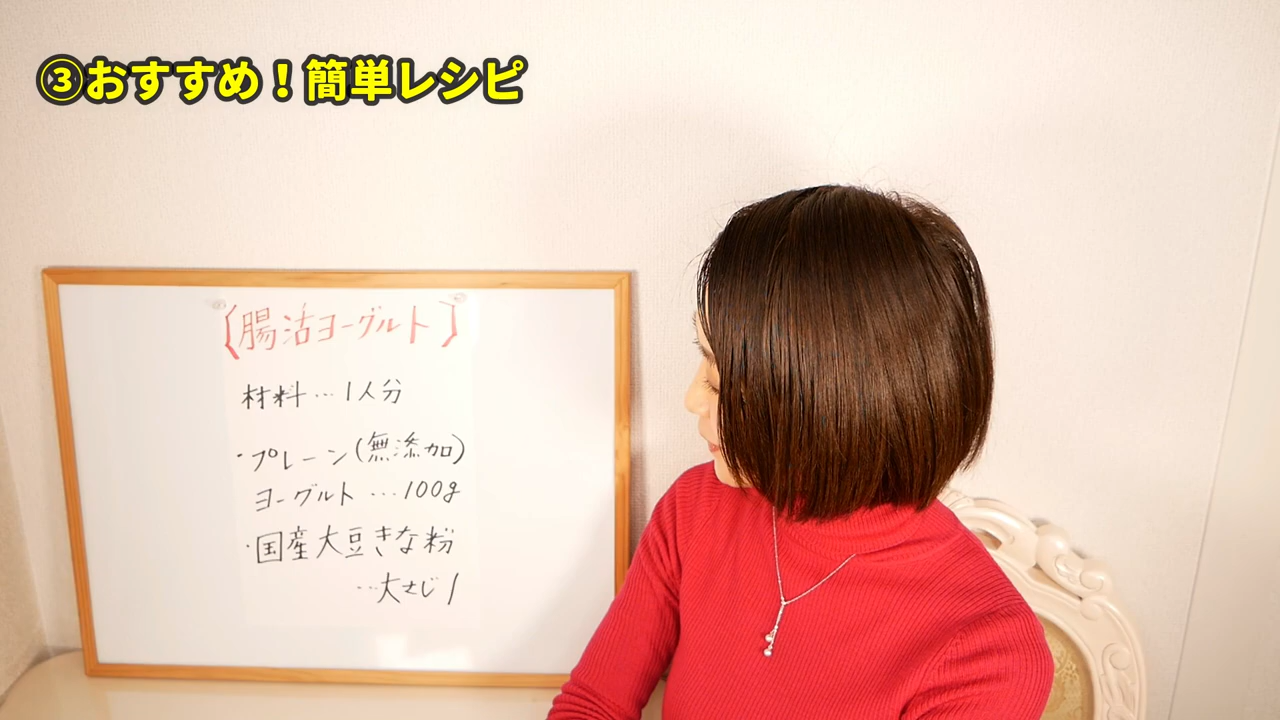 ③おすすめ！簡単レシピ
〔腸活ヨーグルト〕
材料…1人分
・プレーン(無添加)
ヨーグルト…100g
・国産大豆きな粉
…大さじ1